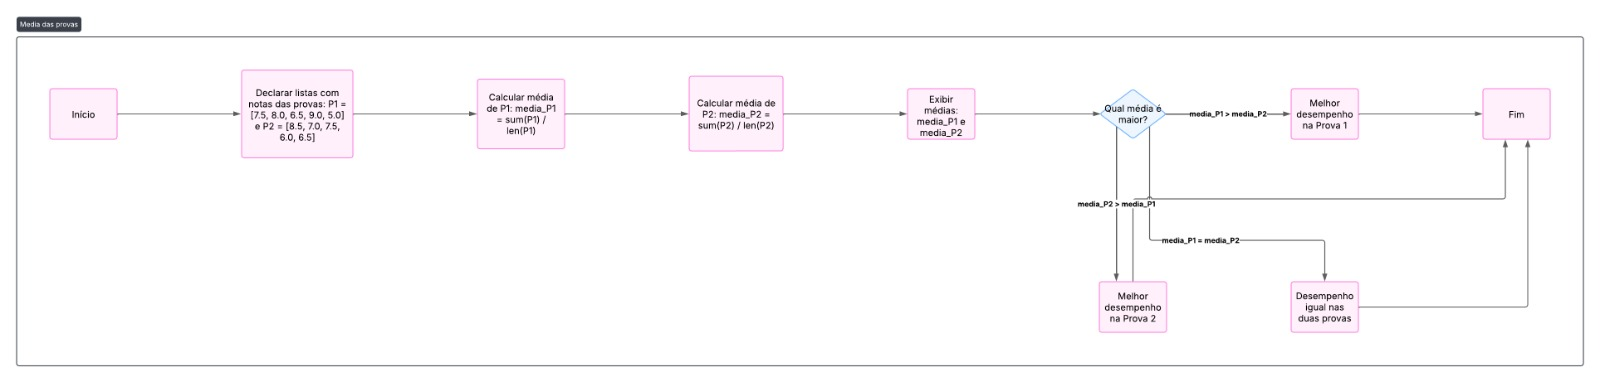 Media das provas
Início
Declarar listas com
notas das provas: P1 =
[7.5, 8.0, 6.5, 9.0, 5.0]
e P2 = [8.5, 7.0, 7.5,
6.0, 6.5]
Calcular média
de P1: media_P1
= sum(P1) /
len(P1)
Calcular média de
P2: media_P2 =
sum(P2) / len(P2)
Exibir
médias:
media_P1 e
media_P2
Qual média é
maior?
media_P1 > media_P2
Melhor
desempenho
na Prova 1
Fim
media_P2 > media_P1
media_P1 = media_P2
Melhor
desempenho
na Prova 2
Desempenho
igual nas
duas provas